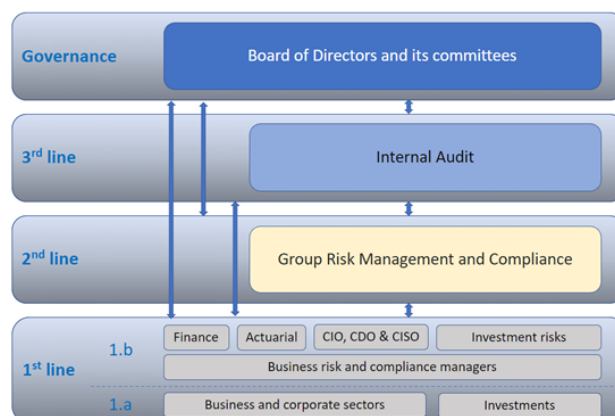 Governance
Board of Directors and its committees
3rd line
Internal Audit
2nd line
Group Risk Management and Compliance
1st line
1.b
Finance
Actuarial
CIO, CDO & CISO
Investment risks
Business risk and compliance managers
1.a
Business and corporate sectors
Investments